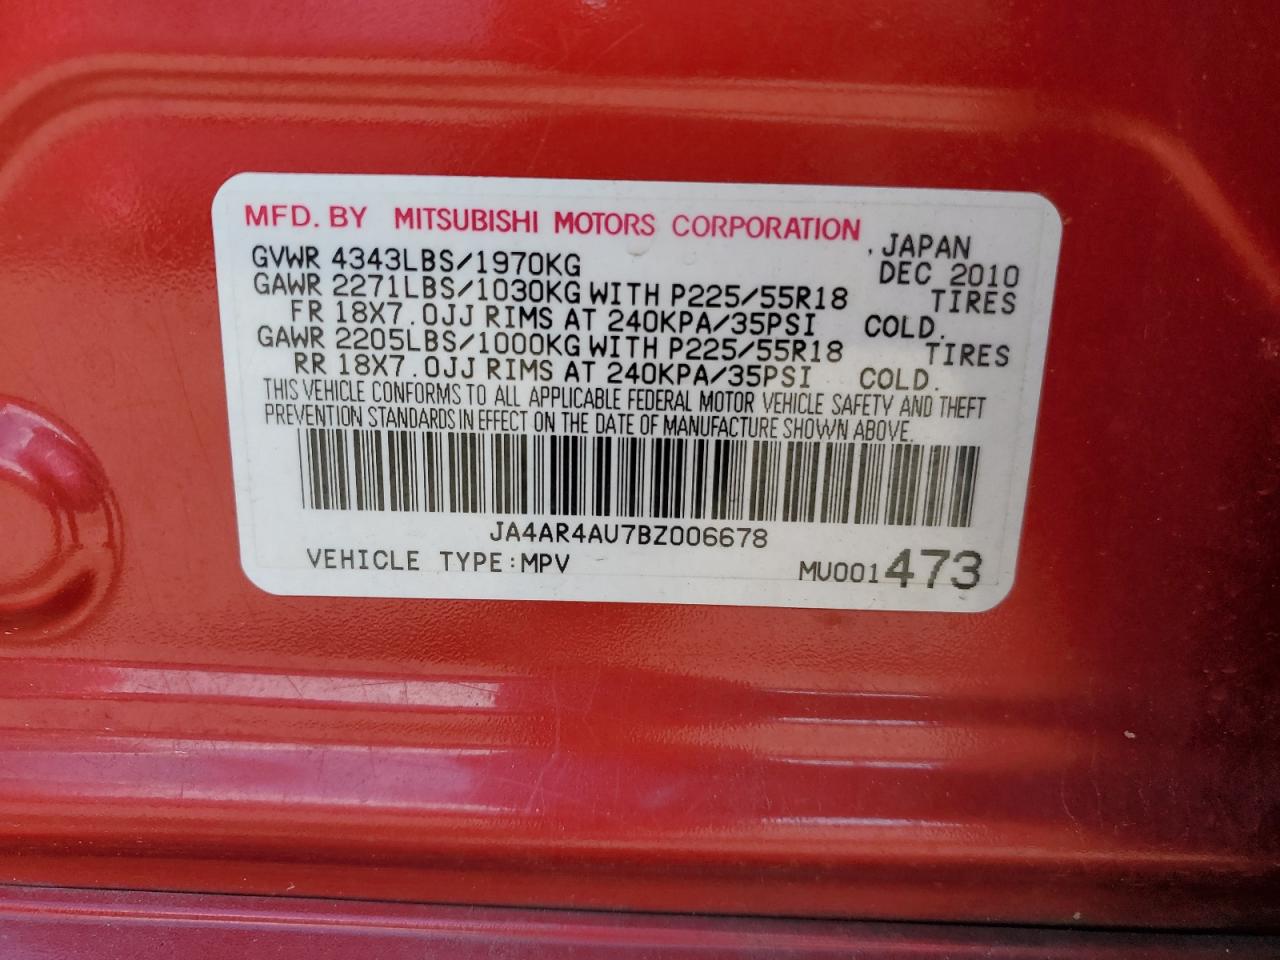 MFD. BY MITSUBISHI MOTORS CORPORATION , JAPAN
GVWR 4343LBS/1970KG DEC 2010
GAWR 2271LBS/1030KG WITH P225/55R18 TIRES
FR 18X7.0JJ RIMS AT 240KPA/35PSI COLD.
GAWR 2205LBS/1000KG WITH P225/55R18 TIRES
RR 18X7.0JJ RIMS AT 240KPA/35PSI COLD.
THIS VEHICLE CONFORMS TO ALL APPLICABLE FEDERAL MOTOR VEHICLE SAFETY AND THEFT
PREVENTION STANDARDS IN EFFECT ON THE DATE OF MANUFACTURE SHOWN ABOVE.
JA4AR4AU7BZ006678
VEHICLE TYPE:MPV MU001473